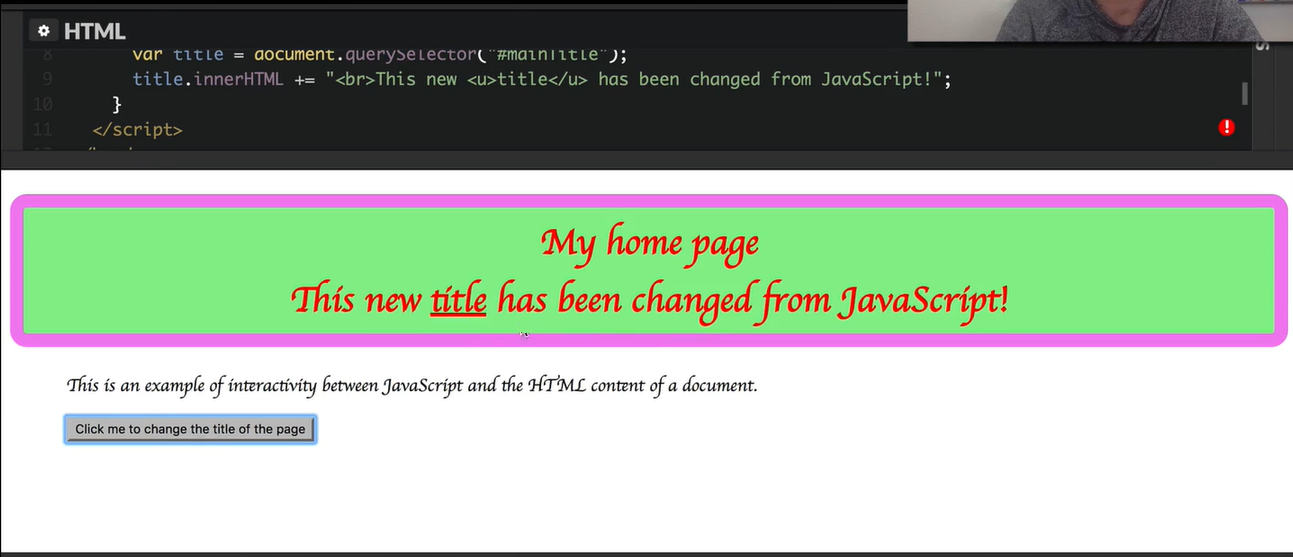 HTML
8 var title = document.querySelector("#mainTitle");
9 title.innerHTML += "<br>This new <u>title</u> has been changed from JavaScript!";
10 }
11 </script>
My home page
This new title has been changed from JavaScript!
This is an example of interactivity between JavaScript and the HTML content of a document.
Click me to change the title of the page